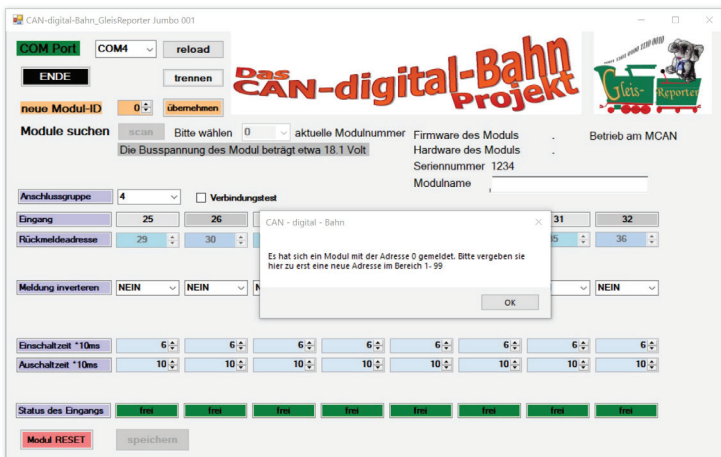 CAN-digital-Bahn_GleisReporter Jumbo 001
COM Port COM4 reload
ENDE trennen
neue Modul-ID 0 übernehmen
Das
CAN-digital-Bahn
Projekt
Gleis-Reporter
Module suchen scan Bitte wählen 0 aktuelle Modulnummer
Die Busspannung des Modul beträgt etwa 18.1 Volt
Firmware des Moduls . Betrieb am MCAN
Hardware des Moduls .
Seriennummer 1234
Modulname
Anschlussgruppe 4 Verbindungstest
Eingang 25 26 31 32
Rückmeldeadresse 29 30 36
CAN - digital - Bahn
Es hat sich ein Modul mit der Adresse 0 gemeldet. Bitte vergeben sie
hier zu erst eine neue Adresse im Bereich 1- 99
OK
Meldung inverteren NEIN NEIN NEIN
Einschaltzeit *10ms 6 6 6 6 6 6 6 6
Auschaltzeit *10ms 10 10 10 10 10 10 10 10
Status des Eingangs frei frei frei frei frei frei frei frei
Modul RESET speichern